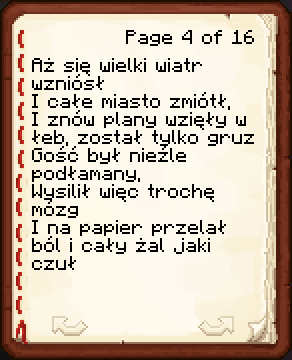 Page 4 of 16
Aż się wielki wiatr
wzniósł
I całe miasto zmiótł,
I znów plany wzięły w
łeb, został tylko gruz
Gość był nieźle
podłamany,
Wysilił więc trochę
mózg
I na papier przelał
ból i cały żal jaki
czuł